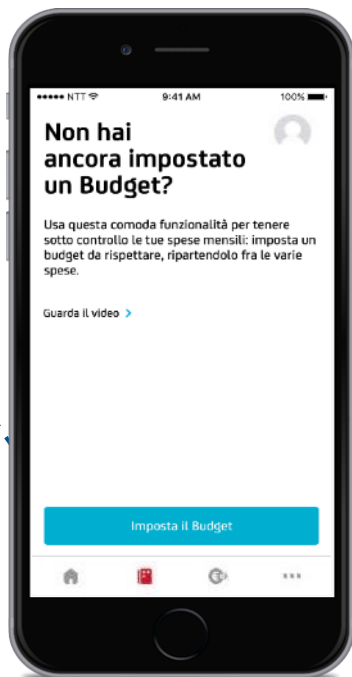 NTT 9:41 AM 100%
Non hai
ancora impostato
un Budget?
Usa questa comoda funzionalità per tenere
sotto controllo le tue spese mensili: imposta un
budget da rispettare, ripartendolo fra le varie
spese.
Guarda il video >
Imposta il Budget